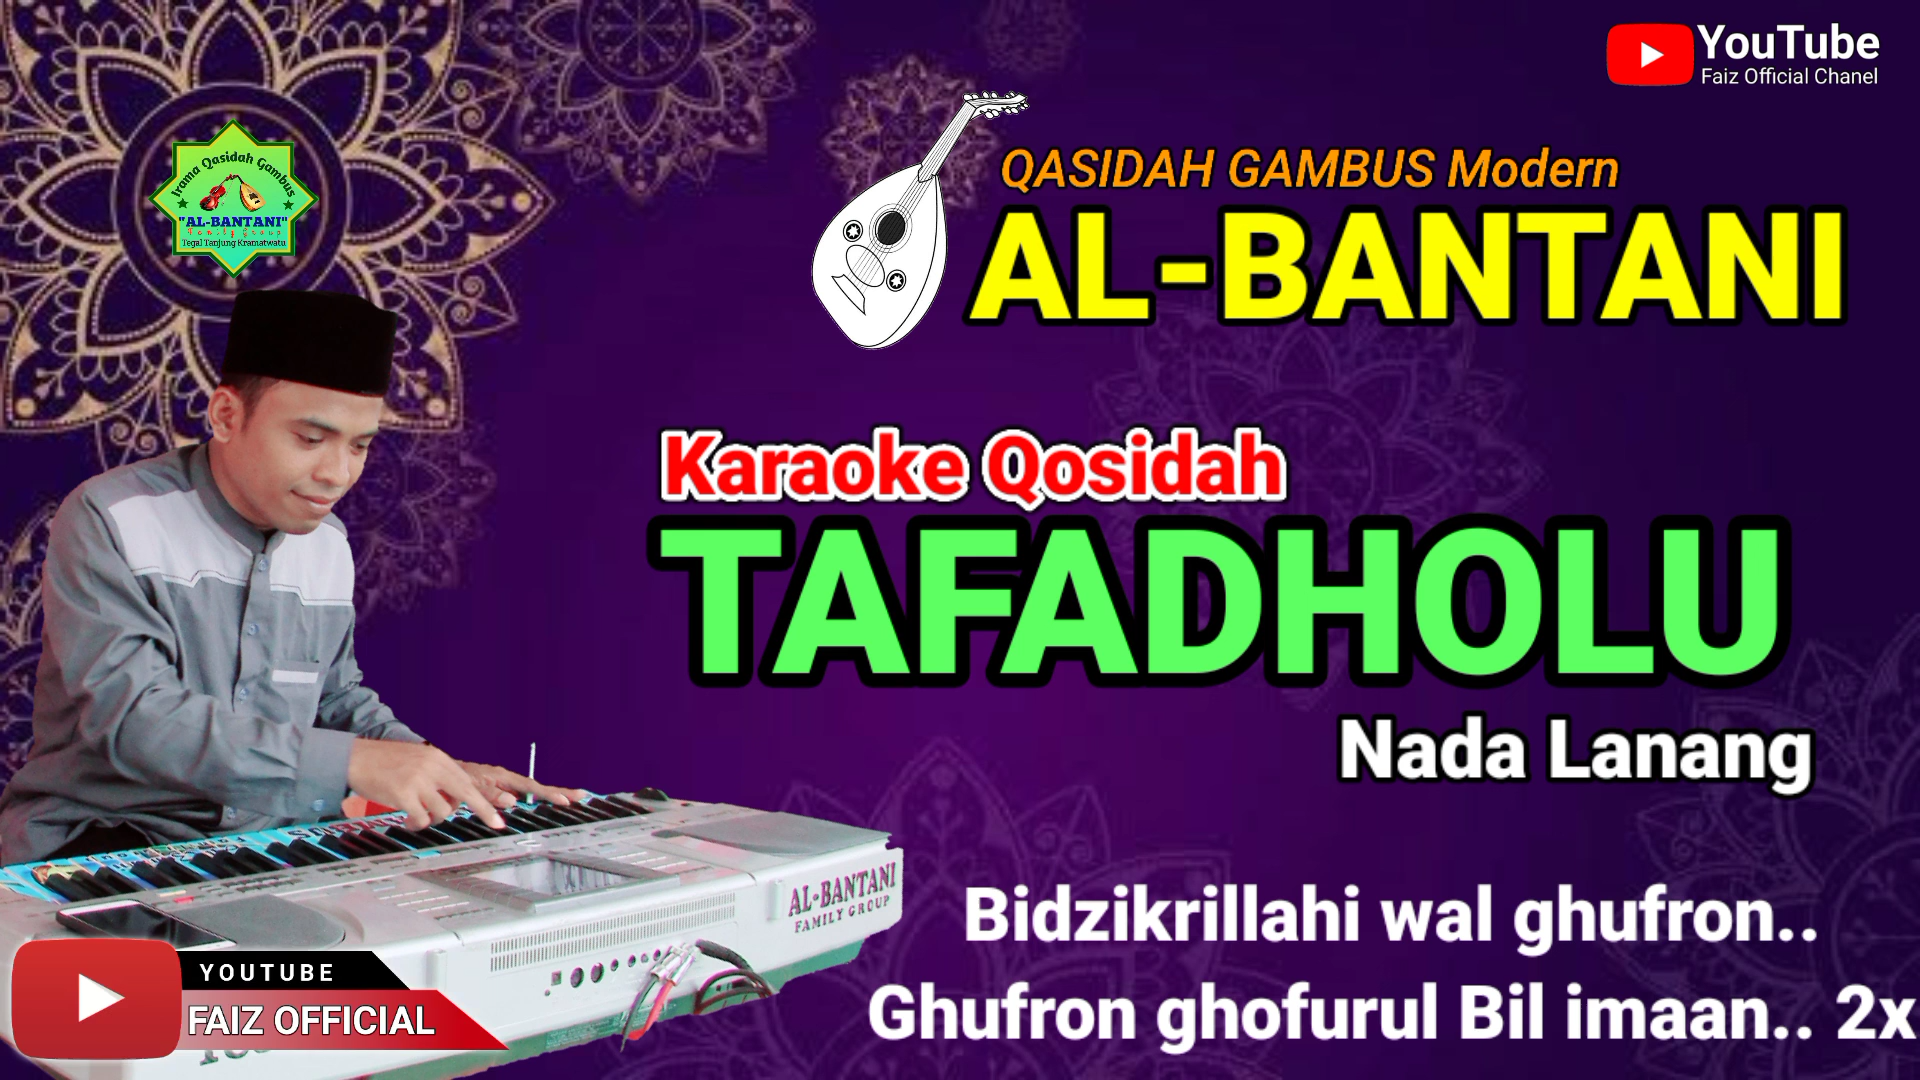 YouTube
Faiz Official Chanel
Irama Qasidah Gambus
"AL-BANTANI"
Family Group
Tegal Tanjung Kramatwatu
QASIDAH GAMBUS Modern
AL-BANTANI
Karaoke Qosidah
TAFADHOLU
Nada Lanang
AL-BANTANI
FAMILY GROUP
Bidzikrillahi wal ghufron..
Ghufron ghofurul Bil imaan.. 2x
YOUTUBE
FAIZ OFFICIAL